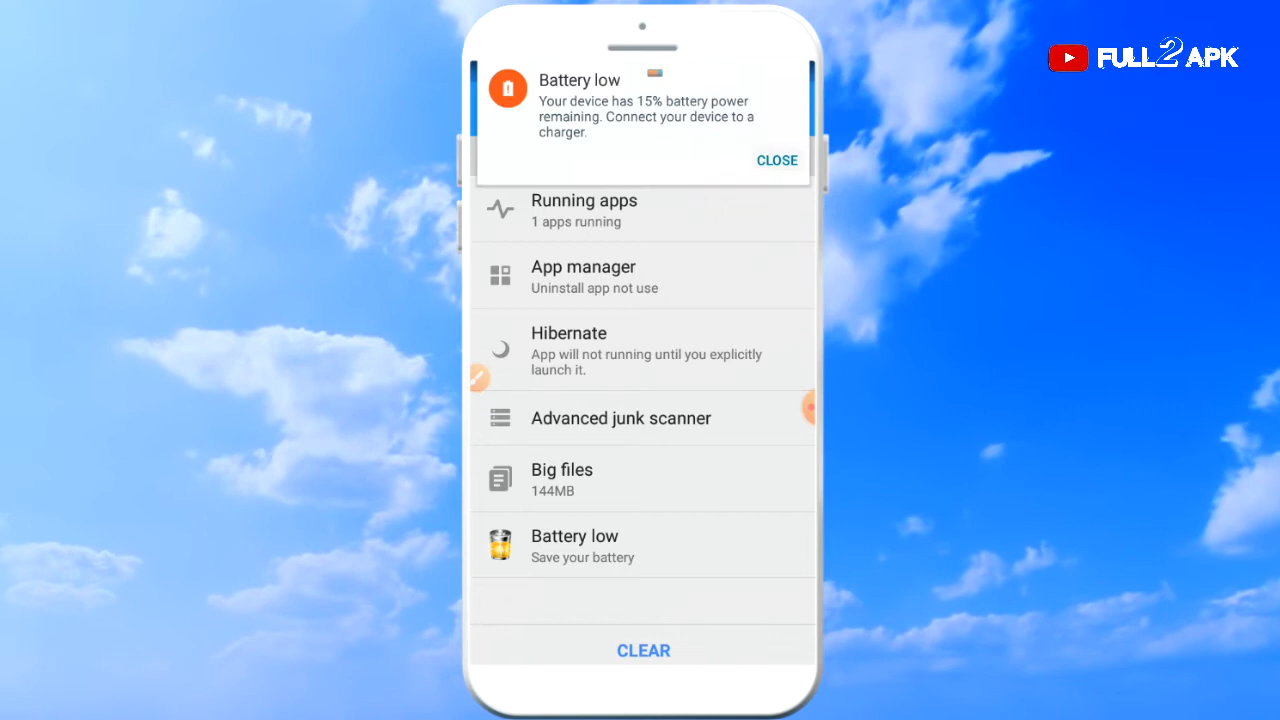 FULL2 APK
Battery low
Your device has 15% battery power
remaining. Connect your device to a
charger.
CLOSE
Running apps
1 apps running
App manager
Uninstall app not use
Hibernate
App will not running until you explicitly
launch it.
Advanced junk scanner
Big files
144MB
Battery low
Save your battery
CLEAR